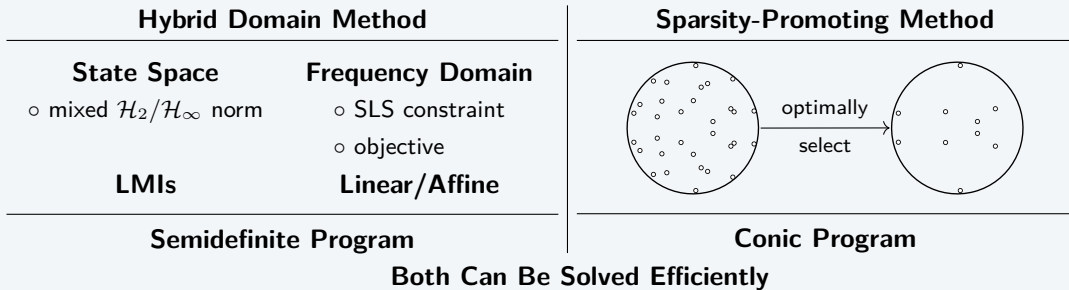 Hybrid Domain Method
Sparsity-Promoting Method
State Space
Frequency Domain
◦ mixed ℋ₂/ℋ∞ norm
◦ SLS constraint
◦ objective
LMIs
Linear/Affine
optimally
select
Semidefinite Program
Conic Program
Both Can Be Solved Efficiently